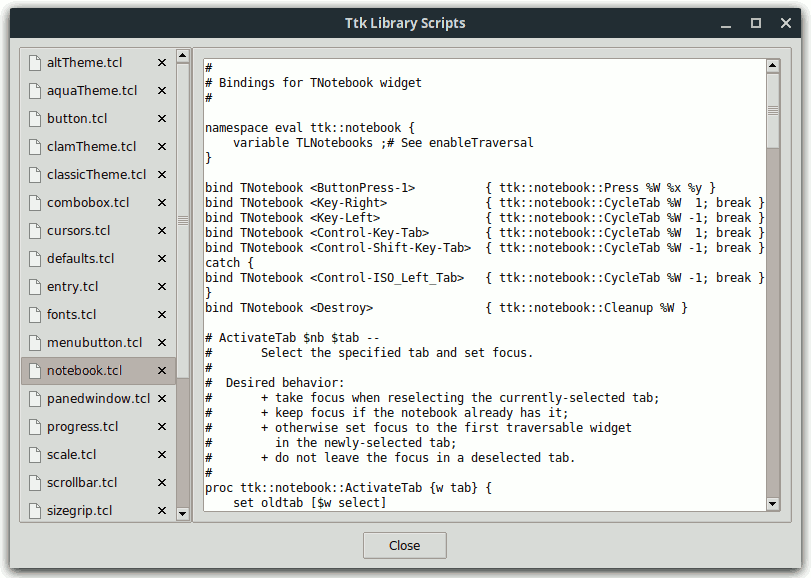 Ttk Library Scripts
altTheme.tcl
aquaTheme.tcl
button.tcl
clamTheme.tcl
classicTheme.tcl
combobox.tcl
cursors.tcl
defaults.tcl
entry.tcl
fonts.tcl
menubutton.tcl
notebook.tcl
panedwindow.tcl
progress.tcl
scale.tcl
scrollbar.tcl
sizegrip.tcl
#
# Bindings for TNotebook widget
#

namespace eval ttk::notebook {
    variable TLNotebooks ;# See enableTraversal
}

bind TNotebook <ButtonPress-1>          { ttk::notebook::Press %W %x %y }
bind TNotebook <Key-Right>              { ttk::notebook::CycleTab %W  1; break }
bind TNotebook <Key-Left>               { ttk::notebook::CycleTab %W -1; break }
bind TNotebook <Control-Key-Tab>        { ttk::notebook::CycleTab %W  1; break }
bind TNotebook <Control-Shift-Key-Tab>  { ttk::notebook::CycleTab %W -1; break }
catch {
bind TNotebook <Control-ISO_Left_Tab>   { ttk::notebook::CycleTab %W -1; break }
}
bind TNotebook <Destroy>                { ttk::notebook::Cleanup %W }

# ActivateTab $nb $tab --
#       Select the specified tab and set focus.
#
#  Desired behavior:
#       + take focus when reselecting the currently-selected tab;
#       + keep focus if the notebook already has it;
#       + otherwise set focus to the first traversable widget
#         in the newly-selected tab;
#       + do not leave the focus in a deselected tab.
#
proc ttk::notebook::ActivateTab {w tab} {
    set oldtab [$w select]
Close